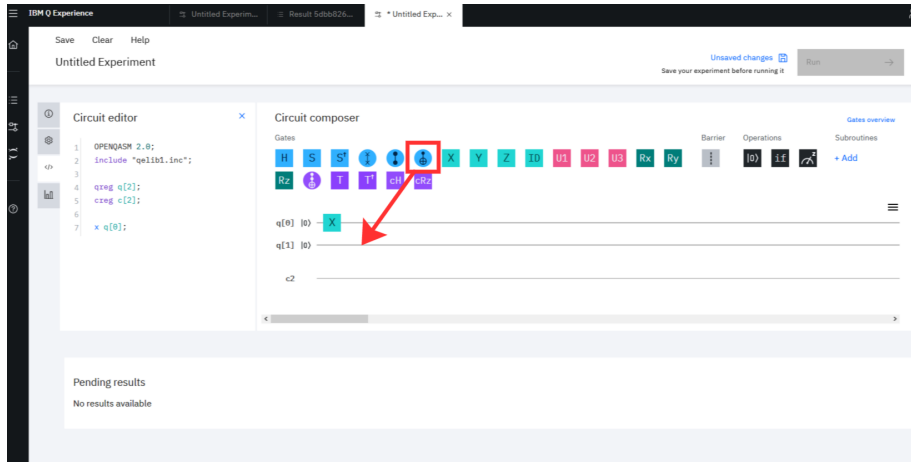 IBM Q Experience
Untitled Experim...
Result 5dbb826...
* Untitled Exp... ×
Save Clear Help
Untitled Experiment
Unsaved changes
Save your experiment before running it
Run →
Circuit editor ×
1 OPENQASM 2.0;
2 include "qelib1.inc";
3
4 qreg q[2];
5 creg c[2];
6
7 x q[0];
Circuit composer
Gates overview
Gates
Barrier
Operations
Subroutines
H S S† X Y Z ID U1 U2 U3 Rx Ry |0⟩ if z + Add
Rz T T† cH cRz
q[0] |0⟩ X
q[1] |0⟩
c2
Pending results
No results available